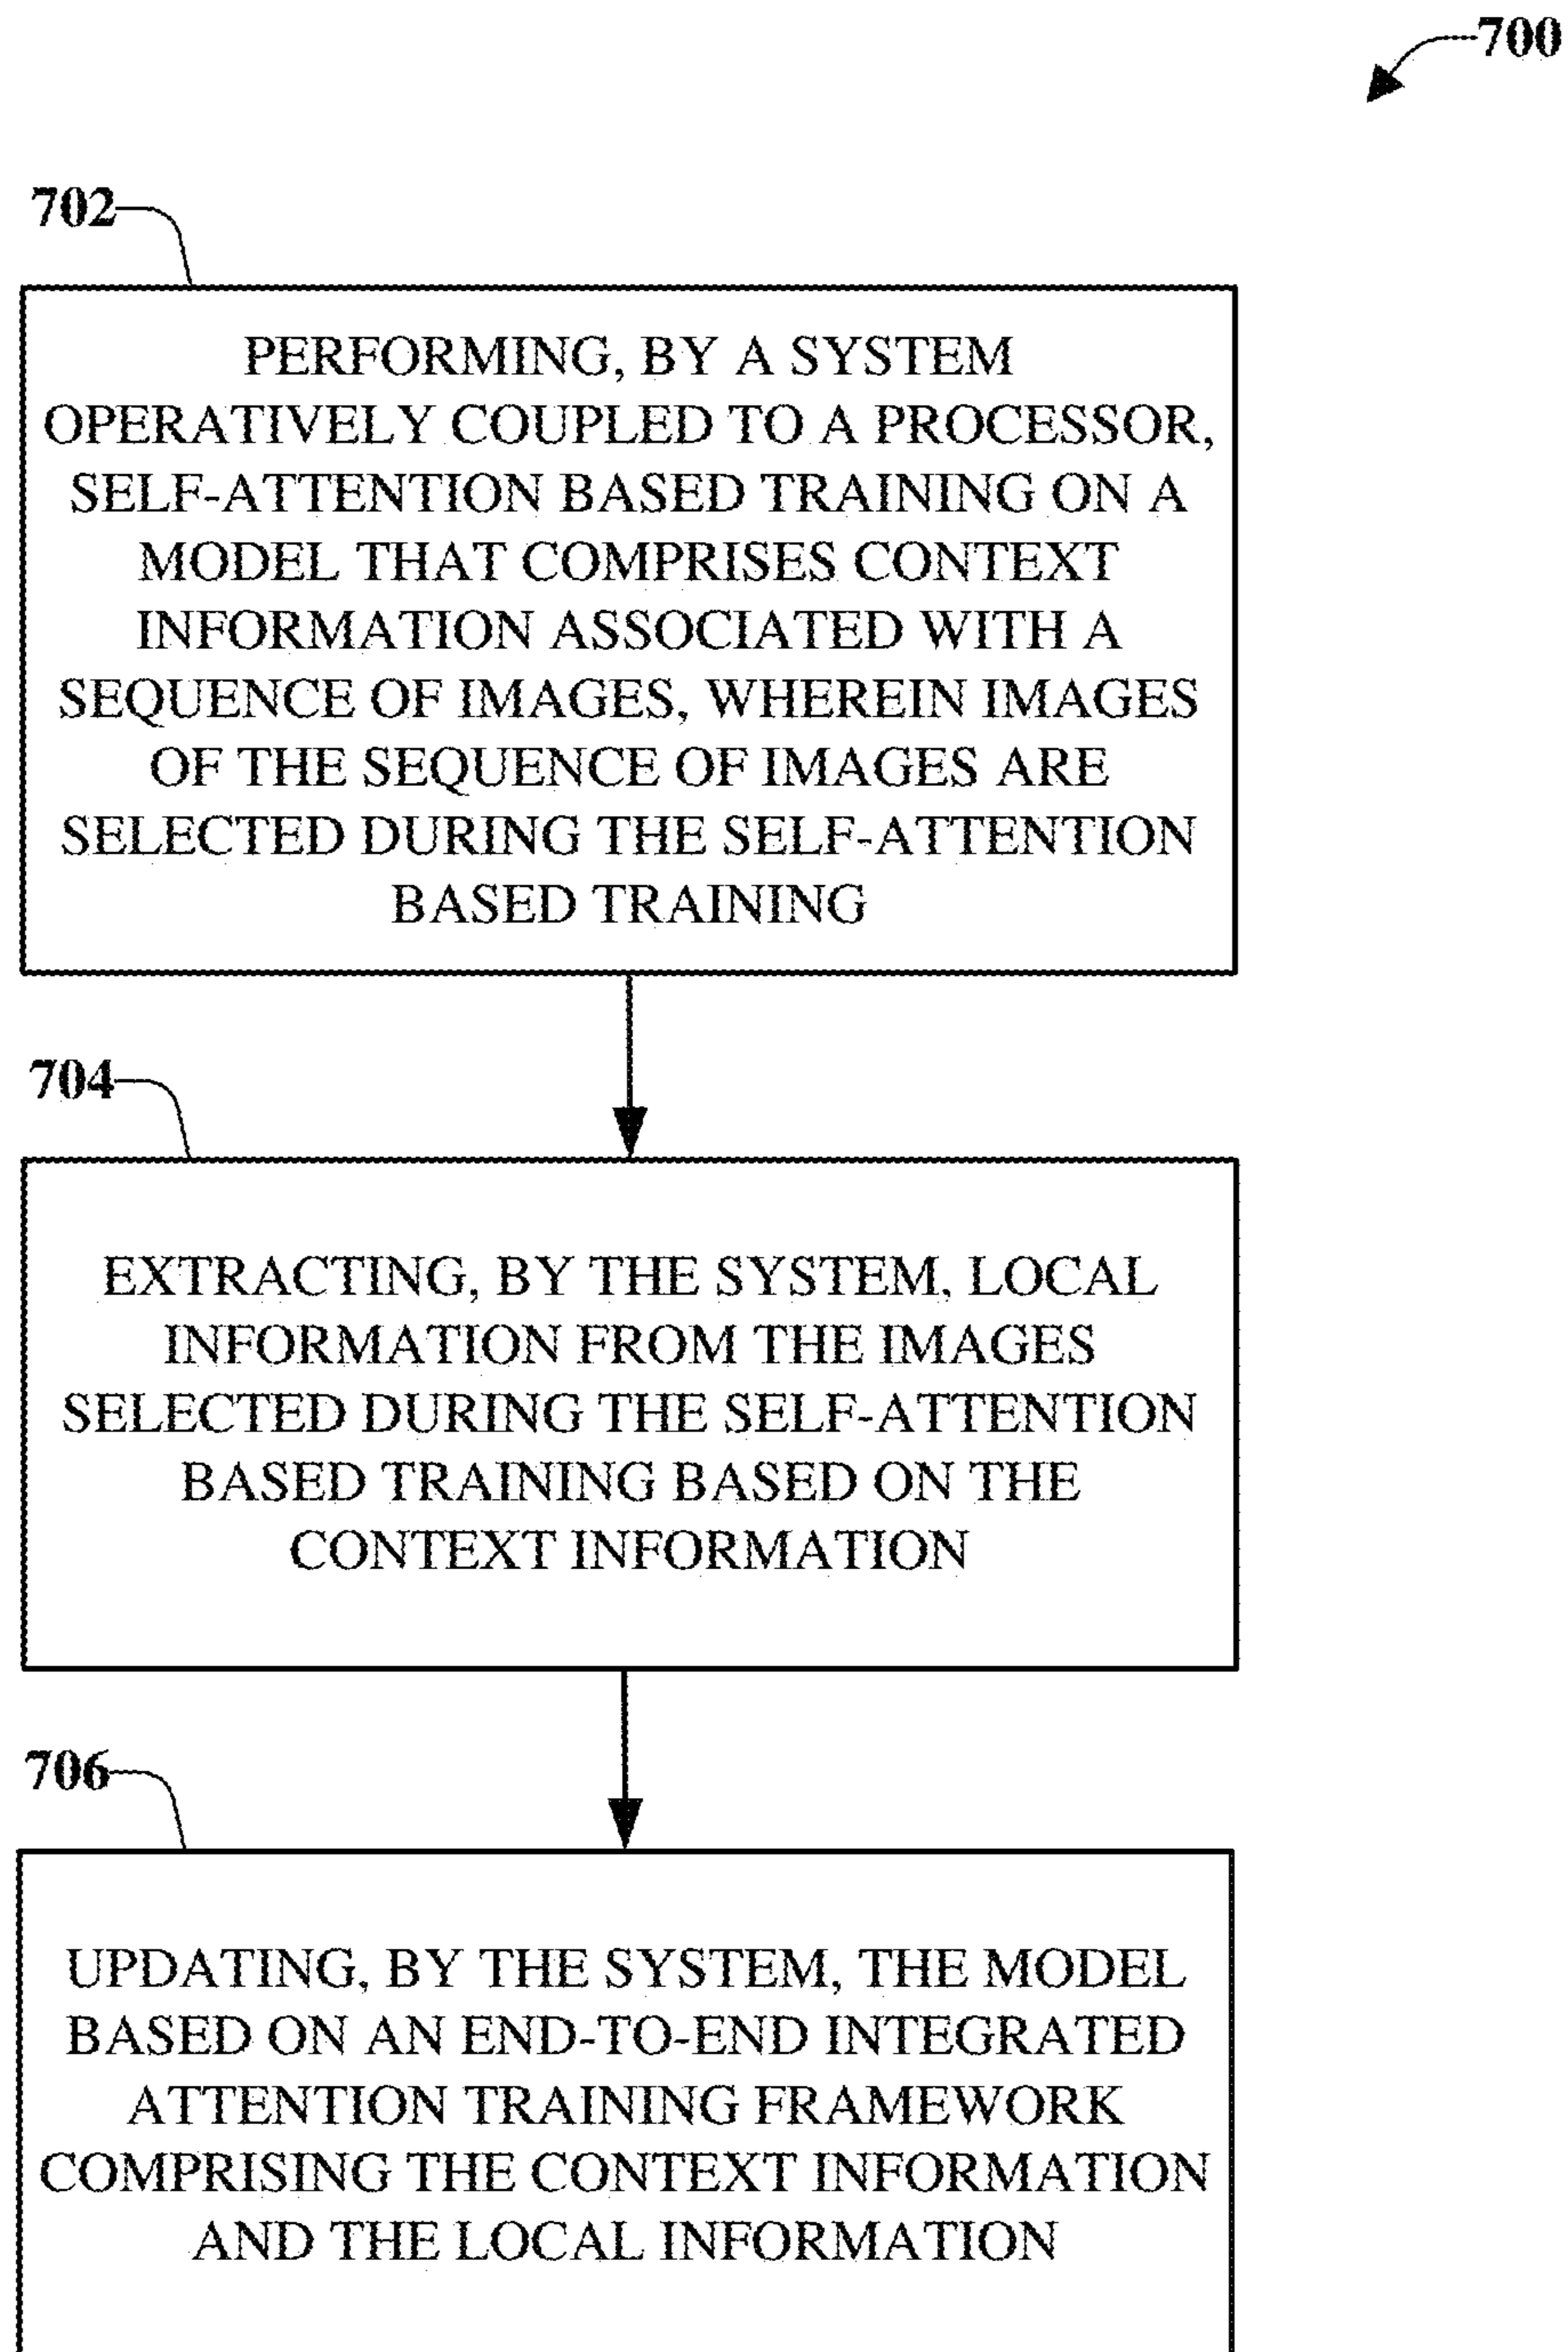 700
702
PERFORMING, BY A SYSTEM
OPERATIVELY COUPLED TO A PROCESSOR,
SELF-ATTENTION BASED TRAINING ON A
MODEL THAT COMPRISES CONTEXT
INFORMATION ASSOCIATED WITH A
SEQUENCE OF IMAGES, WHEREIN IMAGES
OF THE SEQUENCE OF IMAGES ARE
SELECTED DURING THE SELF-ATTENTION
BASED TRAINING
704
EXTRACTING, BY THE SYSTEM, LOCAL
INFORMATION FROM THE IMAGES
SELECTED DURING THE SELF-ATTENTION
BASED TRAINING BASED ON THE
CONTEXT INFORMATION
706
UPDATING, BY THE SYSTEM, THE MODEL
BASED ON AN END-TO-END INTEGRATED
ATTENTION TRAINING FRAMEWORK
COMPRISING THE CONTEXT INFORMATION
AND THE LOCAL INFORMATION